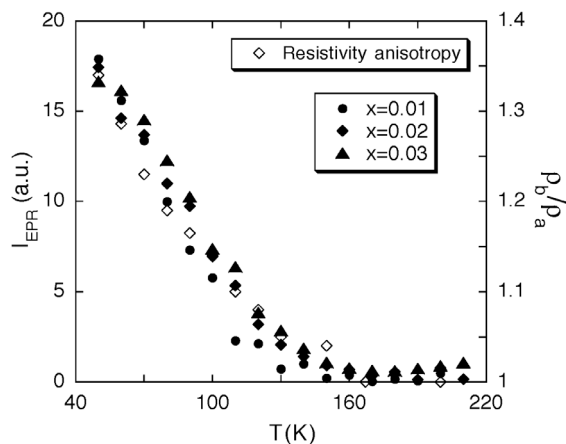 20
15
10
5
0
I_EPR (a.u.)
1.4
1.3
1.2
1.1
1
ρ_b/ρ_a
◇ Resistivity anisotropy
● x=0.01
◆ x=0.02
▲ x=0.03
40 100 160 220
T(K)